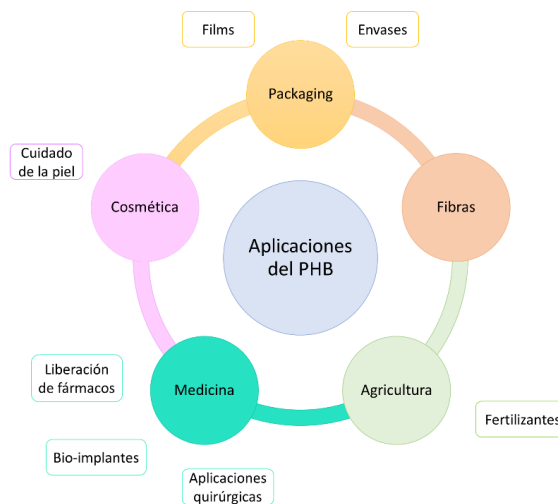 Films
Envases
Packaging
Cuidado
de la piel
Cosmética
Fibras
Aplicaciones
del PHB
Liberación
de fármacos
Medicina
Agricultura
Fertilizantes
Bio-implantes
Aplicaciones
quirúrgicas